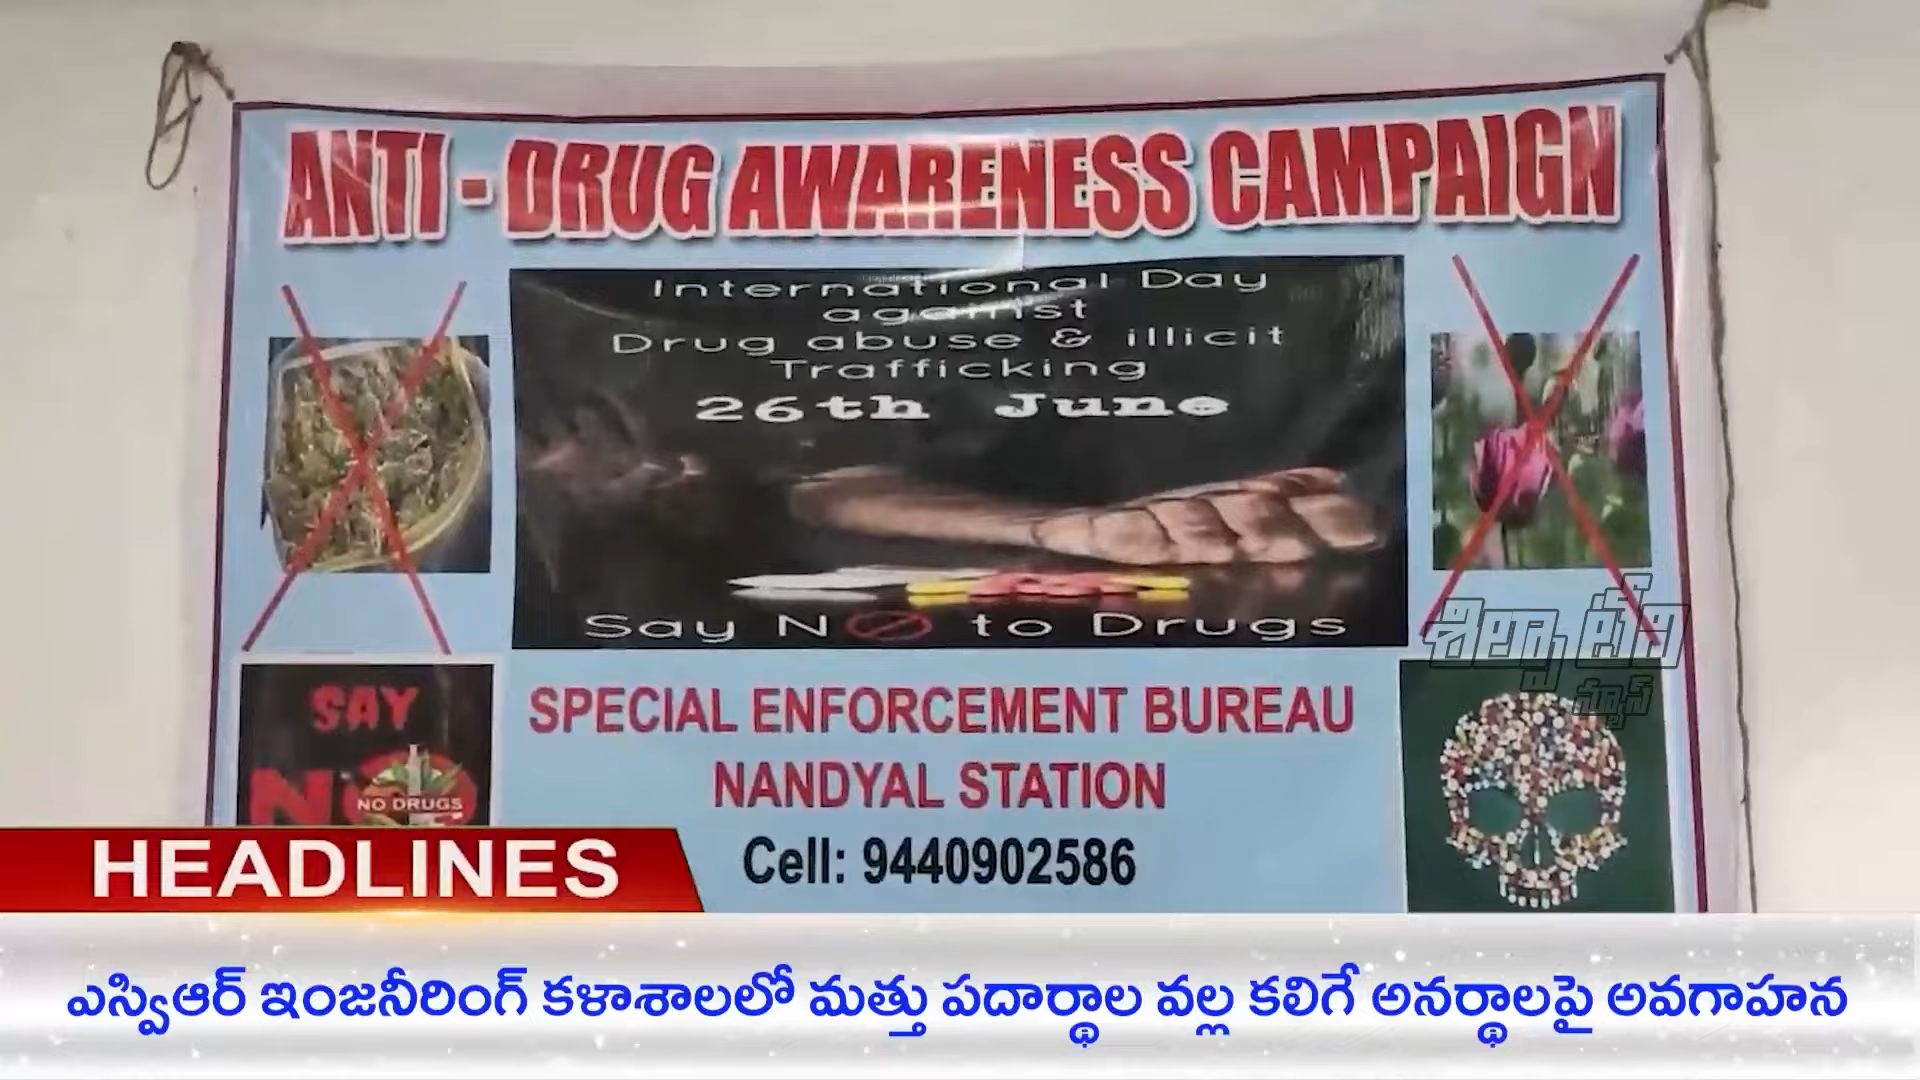 ANTI - DRUG AWARENESS CAMPAIGN
International Day
against
Drug abuse & illicit
Trafficking
26th June
Say NO to Drugs
శిల్పా టీవీ
న్యూస్
SAY
NO
NO DRUGS
SPECIAL ENFORCEMENT BUREAU
NANDYAL STATION
Cell: 9440902586
HEADLINES
ఎస్విఆర్ ఇంజనీరింగ్ కళాశాలలో మత్తు పదార్థాల వల్ల కలిగే అనర్థాలపై అవగాహన